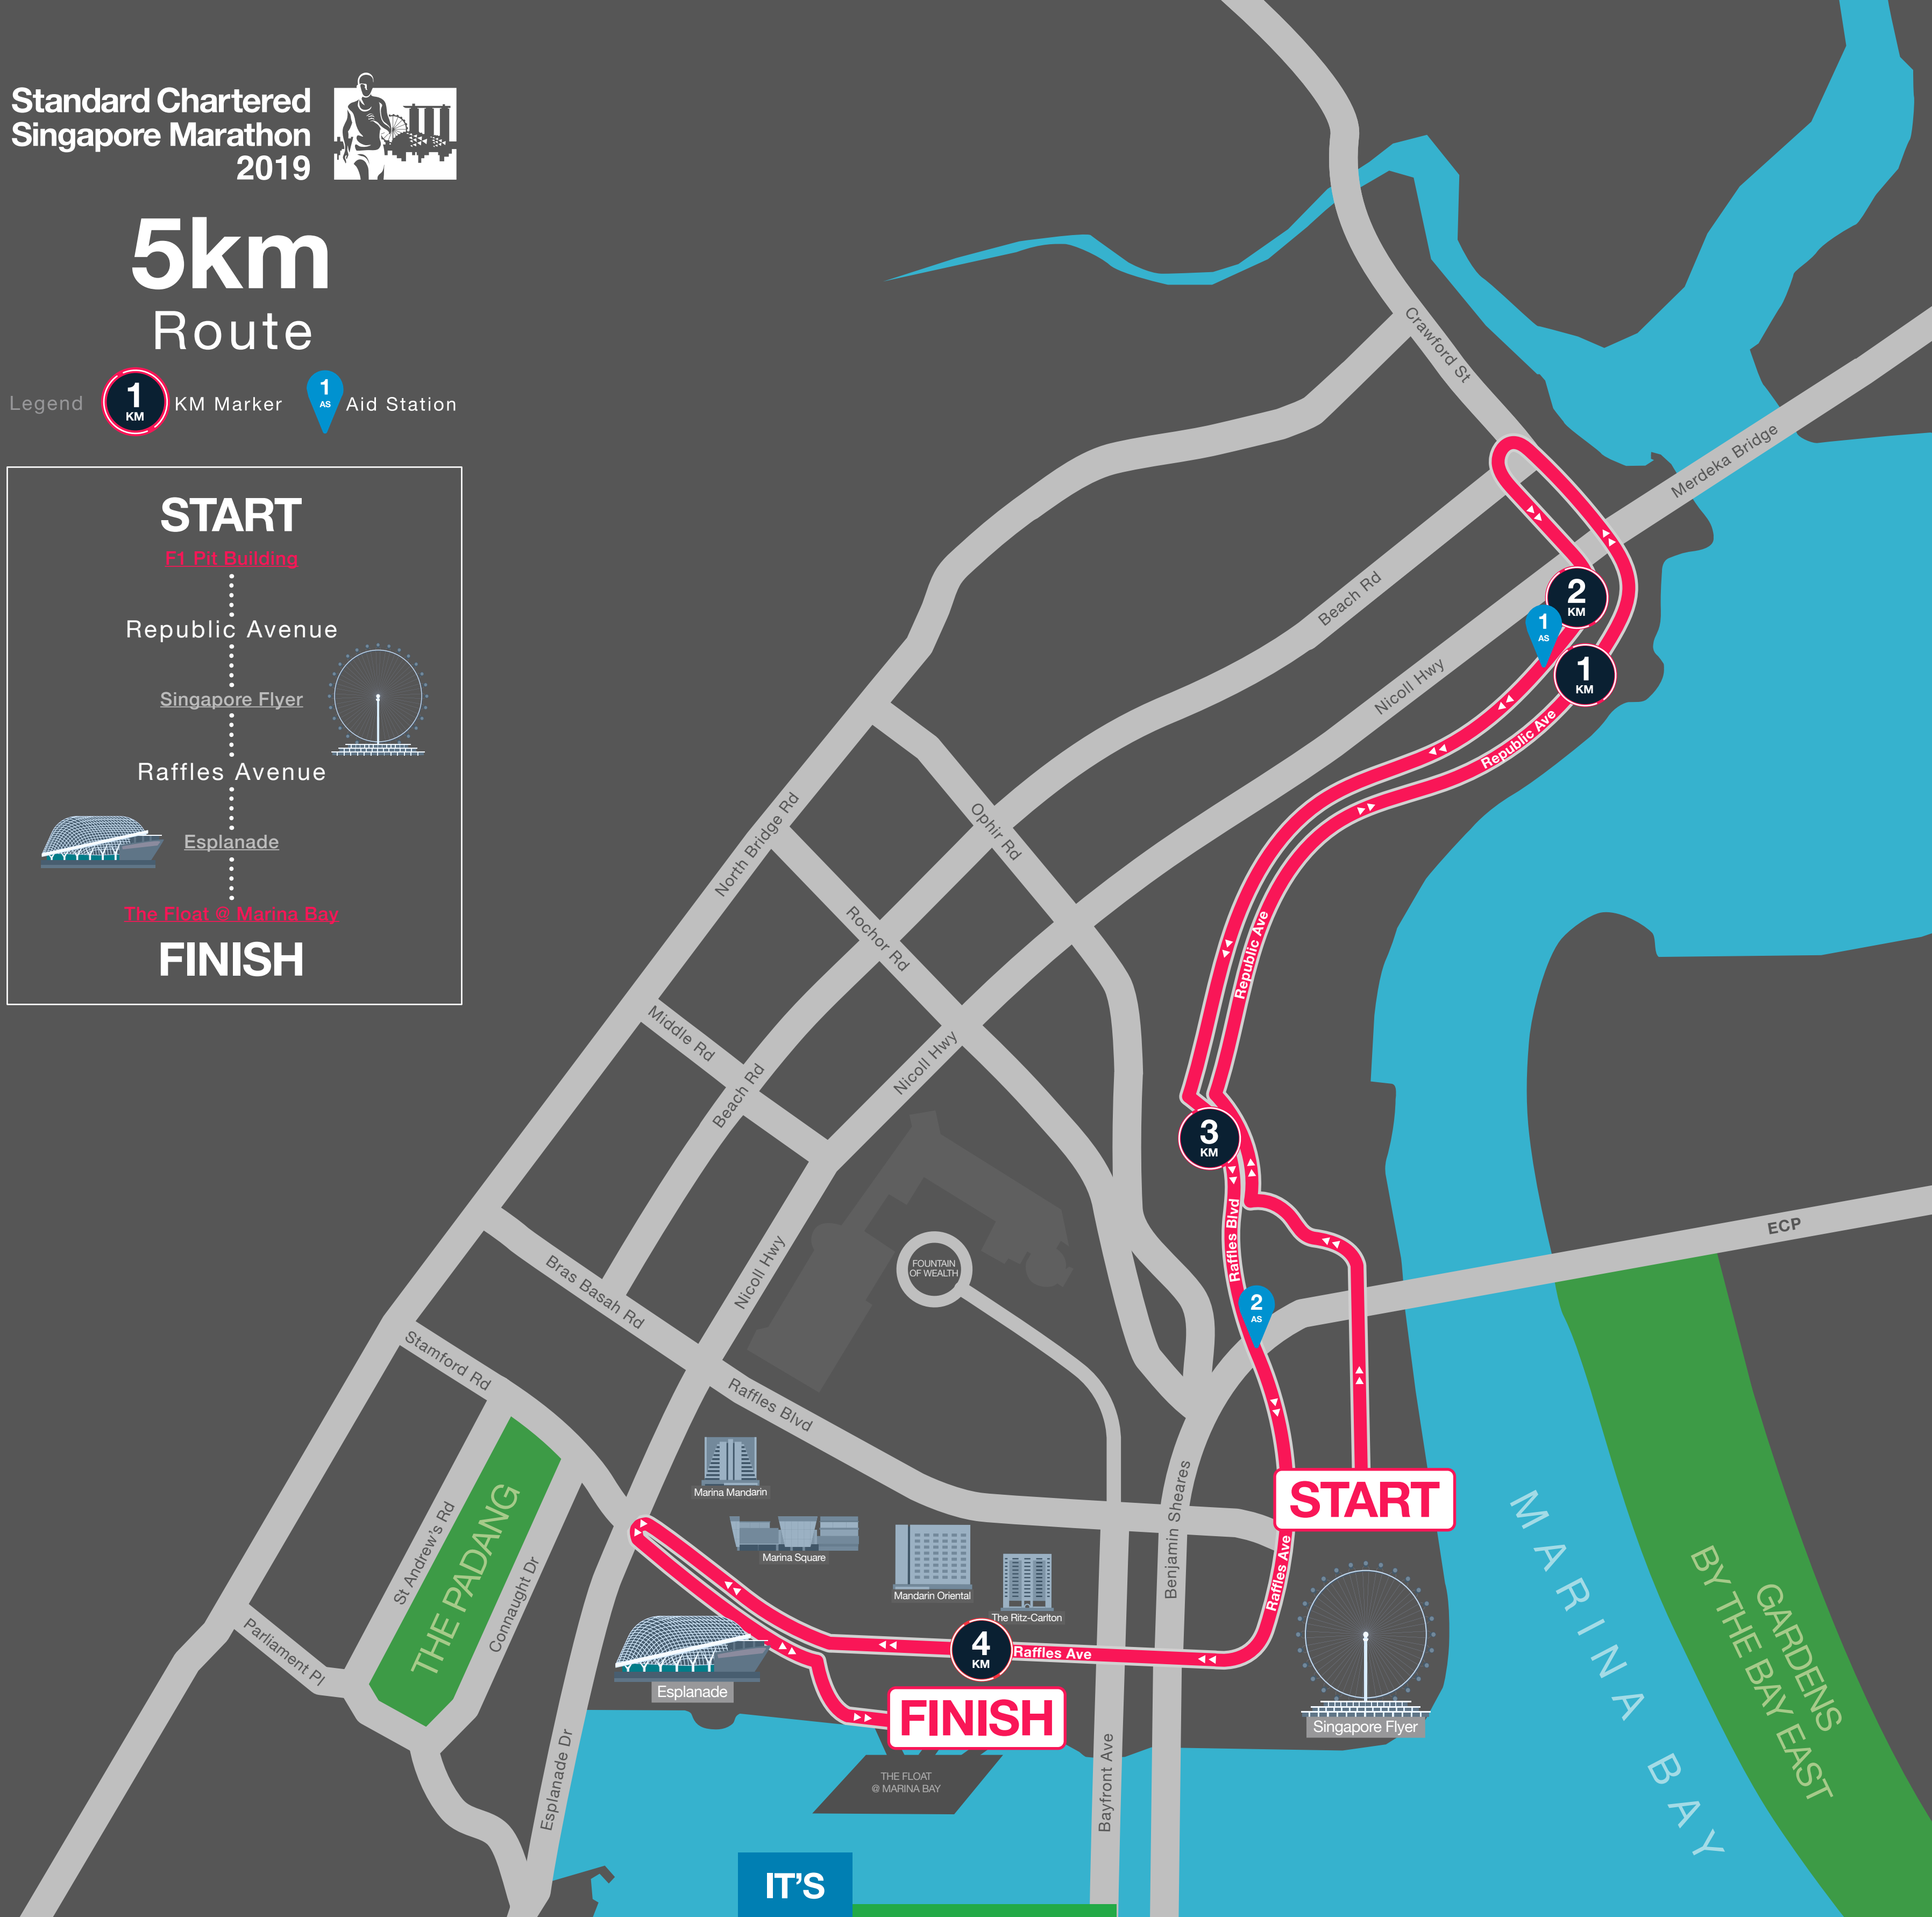 Standard Chartered
Singapore Marathon
2019
5km
Route
Legend
1
KM
KM Marker
1
AS
Aid Station
START
F1 Pit Building
Republic Avenue
Singapore Flyer
Raffles Avenue
Esplanade
The Float @ Marina Bay
FINISH
Crawford St
Merdeka Bridge
Beach Rd
2
KM
1
AS
1
KM
Nicoll Hwy
Republic Ave
North Bridge Rd
Ophir Rd
Rochor Rd
Republic Ave
Middle Rd
Nicoll Hwy
Beach Rd
3
KM
Raffles Blvd
ECP
FOUNTAIN
OF WEALTH
Nicoll Hwy
Bras Basah Rd
2
AS
Stamford Rd
Raffles Blvd
Marina Mandarin
START
Benjamin Sheares
St Andrew's Rd
THE PADANG
Connaught Dr
Marina Square
Mandarin Oriental
The Ritz-Carlton
Raffles Ave
MARINA BAY
GARDENS
BY THE BAY EAST
Parliament Pl
4
KM
Raffles Ave
Esplanade
FINISH
Singapore Flyer
Esplanade Dr
THE FLOAT
@ MARINA BAY
Bayfront Ave
IT'S